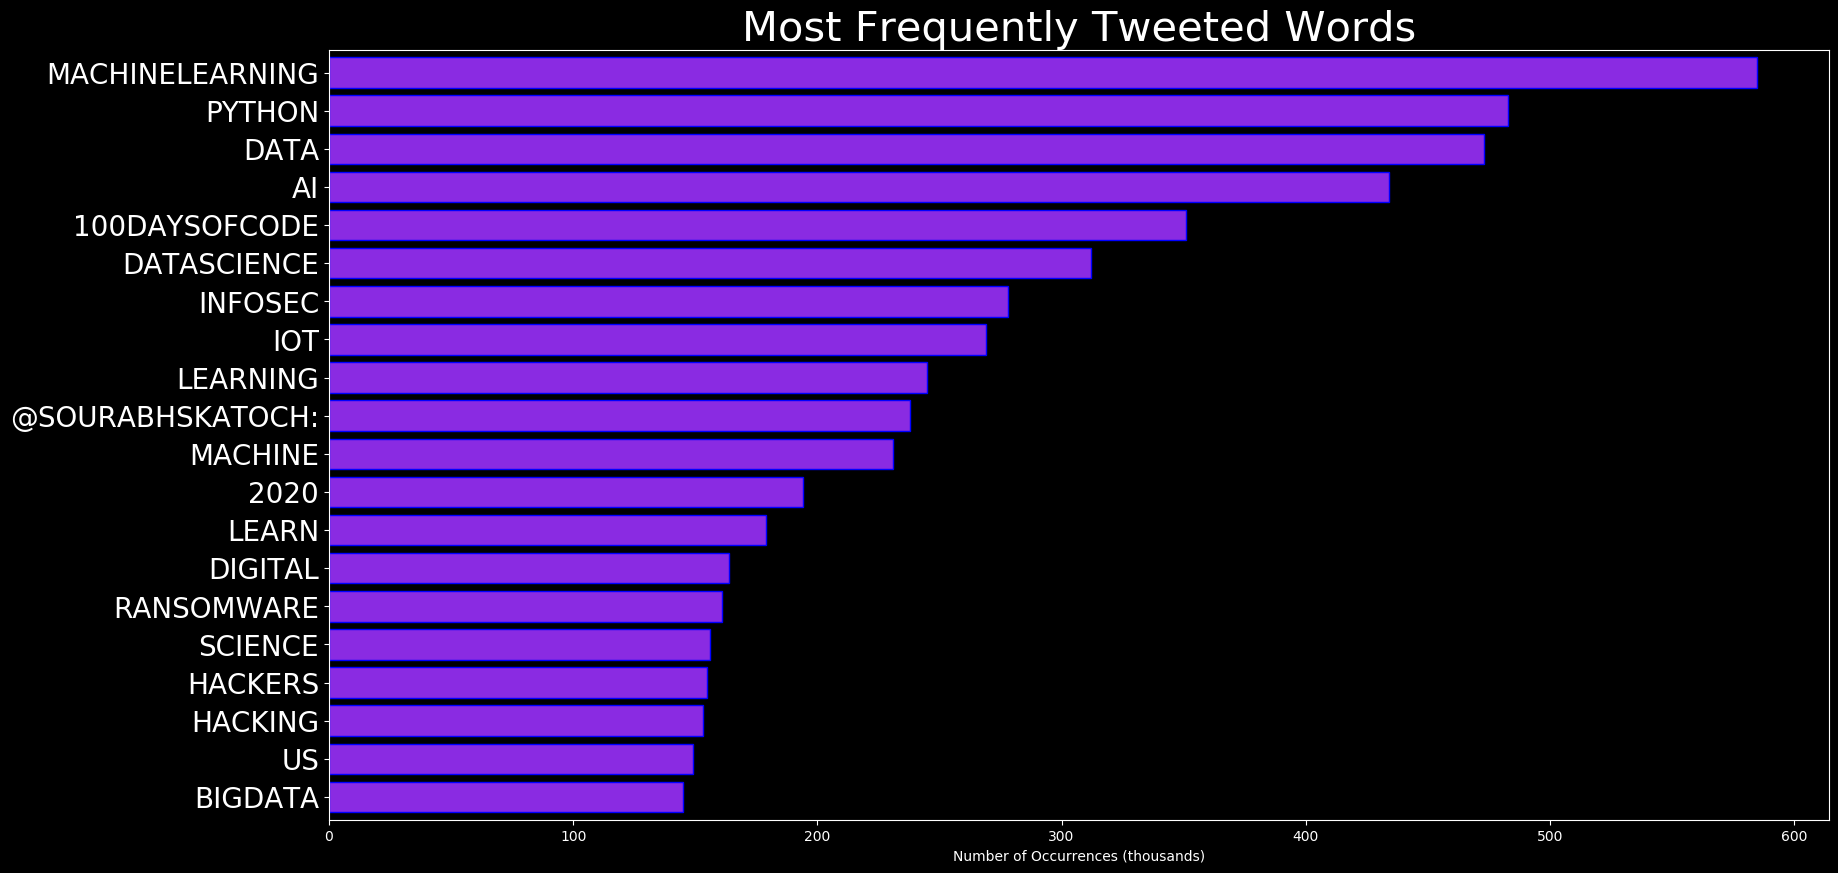 Most Frequently Tweeted Words
MACHINELEARNING
PYTHON
DATA
AI
100DAYSOFCODE
DATASCIENCE
INFOSEC
IOT
LEARNING
@SOURABHSKATOCH:
MACHINE
2020
LEARN
DIGITAL
RANSOMWARE
SCIENCE
HACKERS
HACKING
US
BIGDATA
0 100 200 300 400 500 600
Number of Occurrences (thousands)